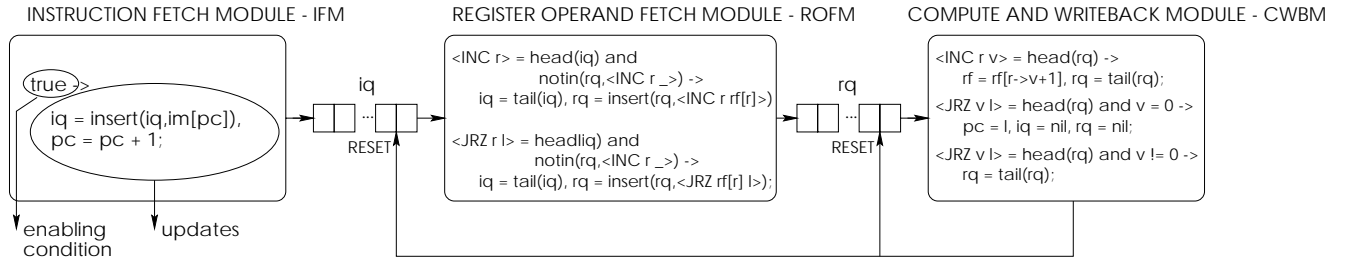 INSTRUCTION FETCH MODULE - IFM
true ->
iq = insert(iq,im[pc]),
pc = pc + 1;
enabling
condition
updates
iq
...
RESET
REGISTER OPERAND FETCH MODULE - ROFM
<INC r> = head(iq) and
notin(rq,<INC r _>) ->
iq = tail(iq), rq = insert(rq,<INC r rf[r]>)
<JRZ r l> = headliq) and
notin(rq,<INC r _>) ->
iq = tail(iq), rq = insert(rq,<JRZ rf[r] l>);
rq
...
RESET
COMPUTE AND WRITEBACK MODULE - CWBM
<INC r v> = head(rq) ->
rf = rf[r->v+1], rq = tail(rq);
<JRZ v l> = head(rq) and v = 0 ->
pc = l, iq = nil, rq = nil;
<JRZ v l> = head(rq) and v != 0 ->
rq = tail(rq);